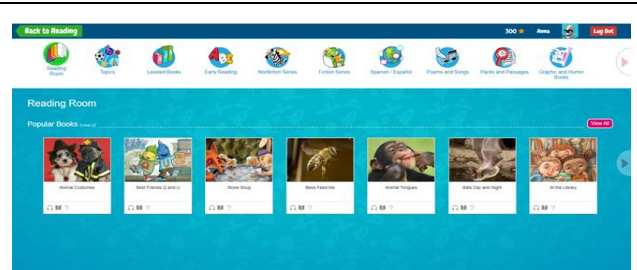 Back to Reading
300
Anna
Log Out
Reading Room
Topics
Leveled Books
Early Reading
Nonfiction Series
Fiction Series
Spanish / Español
Poems and Songs
Packs and Passages
Graphic and Humor Books
Reading Room
Popular Books
View All
Animal Costumes
Best Friends Q and U
Stone Soup
Bees Feed Me
Animal Tongues
Bats Day and Night
At the Library